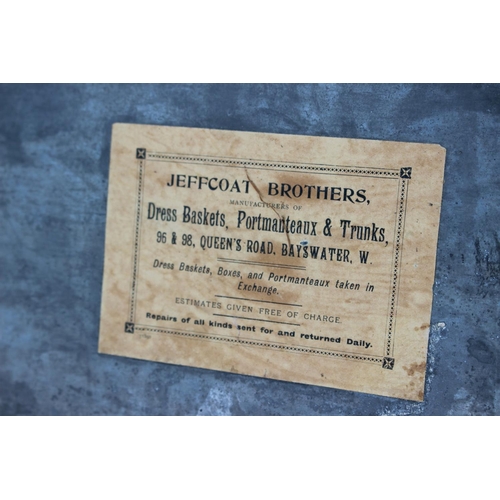 JEFFCOAT BROTHERS,
MANUFACTURERS OF
Dress Baskets, Portmanteaux & Trunks,
96 & 98, QUEEN'S ROAD, BAYSWATER, W.
Dress Baskets, Boxes, and Portmanteaux taken in
Exchange.
ESTIMATES GIVEN FREE OF CHARGE.
Repairs of all kinds sent for and returned Daily.